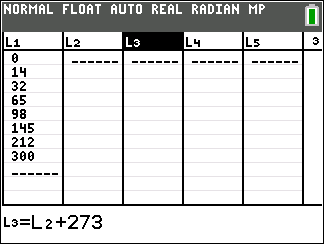 NORMAL FLOAT AUTO REAL RADIAN MP
L1 L2 L3 L4 L5 3
0 ------ ------ ------ ------
14
32
65
98
145
212
300
------
L3=L2+273